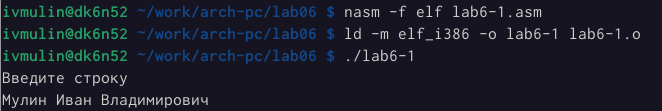 ivmulin@dk6n52 ~/work/arch-pc/lab06 $ nasm -f elf lab6-1.asm
ivmulin@dk6n52 ~/work/arch-pc/lab06 $ ld -m elf_i386 -o lab6-1 lab6-1.o
ivmulin@dk6n52 ~/work/arch-pc/lab06 $ ./lab6-1
Введите строку
Мулин Иван Владимирович